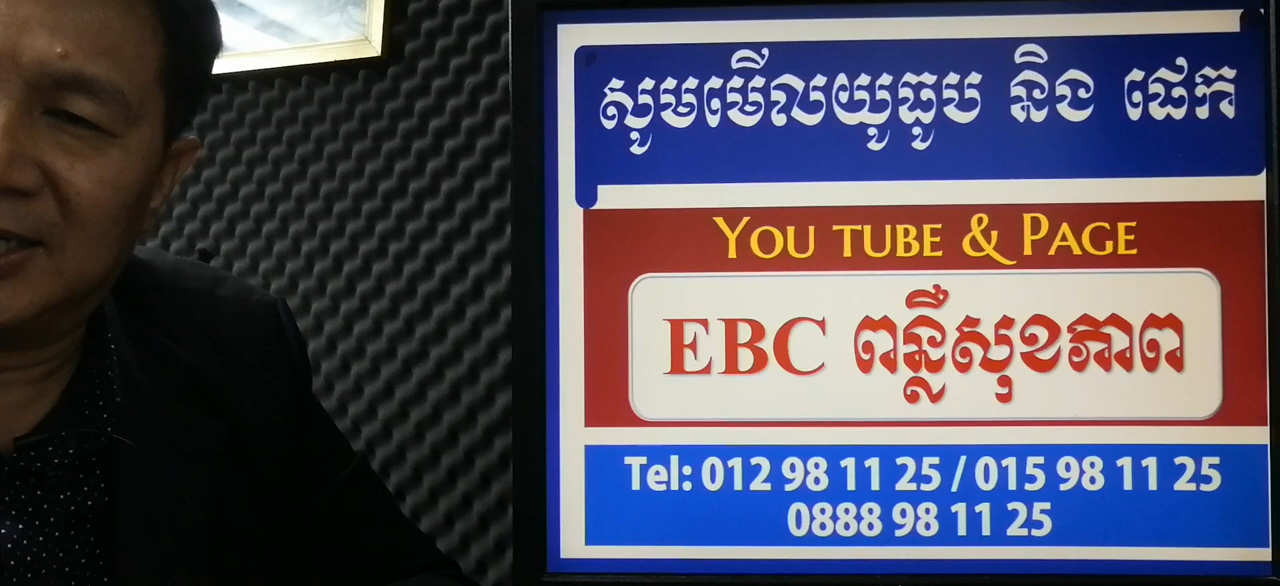 សូមមើលយូធូប និង ផេក
YOU TUBE & PAGE
EBC ពន្លឺសុខភាព
Tel: 012 98 11 25 / 015 98 11 25
0888 98 11 25